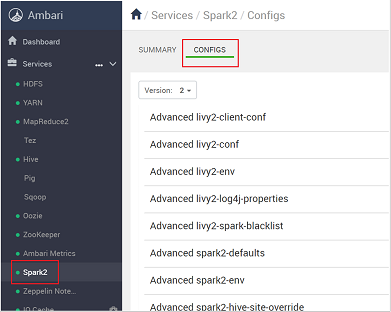 Ambari
/ Services / Spark2 / Configs
Dashboard
Services
HDFS
YARN
MapReduce2
Tez
Hive
Pig
Sqoop
Oozie
ZooKeeper
Ambari Metrics
Spark2
Zeppelin Note...
SUMMARY
CONFIGS
Version: 2
Advanced livy2-client-conf
Advanced livy2-conf
Advanced livy2-env
Advanced livy2-log4j-properties
Advanced livy2-spark-blacklist
Advanced spark2-defaults
Advanced spark2-env
Advanced spark2-hive-site-override